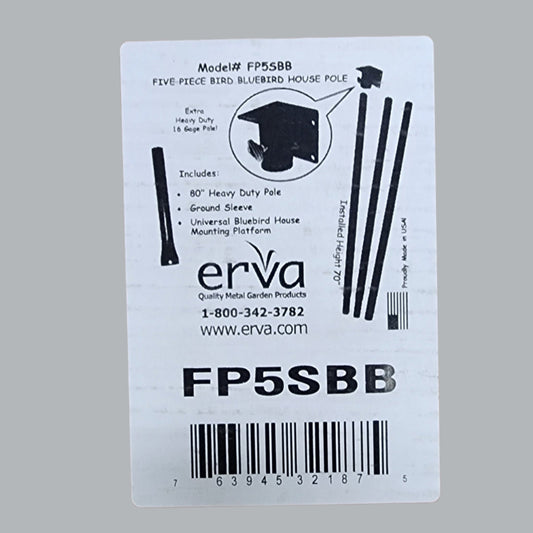 Model# FP5SBB
FIVE-PIECE BIRD BLUEBIRD HOUSE POLE
Extra
Heavy Duty
16 Gage Pole!
Includes:
• 80" Heavy Duty Pole
• Ground Sleeve
• Universal Bluebird House
Mounting Platform
Installed Height 70"
Proudly Made in USA!
erva
Quality Metal Garden Products
1-800-342-3782
www.erva.com
FP5SBB
7 63945 32187 5